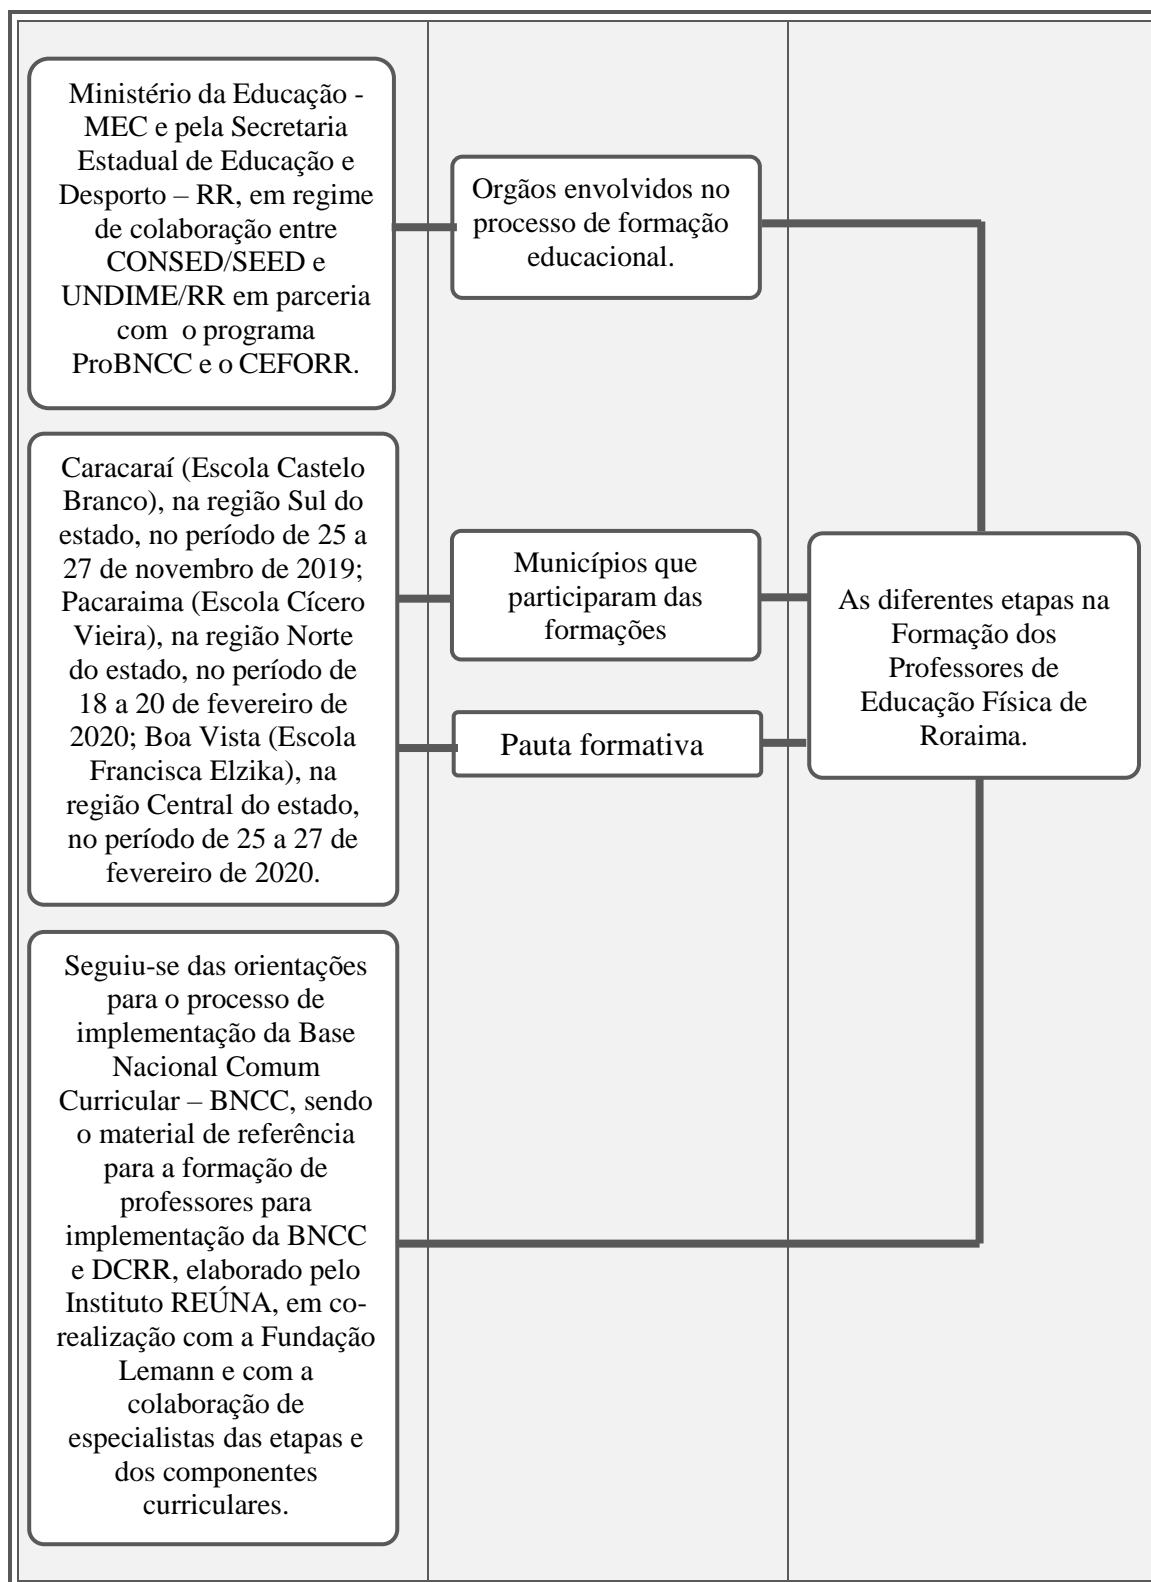 Ministério da Educação -
MEC e pela Secretaria
Estadual de Educação e
Desporto – RR, em regime
de colaboração entre
CONSED/SEED e
UNDIME/RR em parceria
com o programa
ProBNCC e o CEFORR.
Orgãos envolvidos no
processo de formação
educacional.
Caracaraí (Escola Castelo
Branco), na região Sul do
estado, no período de 25 a
27 de novembro de 2019;
Pacaraima (Escola Cícero
Vieira), na região Norte
do estado, no período de
18 a 20 de fevereiro de
2020; Boa Vista (Escola
Francisca Elzika), na
região Central do estado,
no período de 25 a 27 de
fevereiro de 2020.
Municípios que
participaram das
formações
Pauta formativa
As diferentes etapas na
Formação dos
Professores de
Educação Física de
Roraima.
Seguiu-se das orientações
para o processo de
implementação da Base
Nacional Comum
Curricular – BNCC, sendo
o material de referência
para a formação de
professores para
implementação da BNCC
e DCRR, elaborado pelo
Instituto REÚNA, em co-
realização com a Fundação
Lemann e com a
colaboração de
especialistas das etapas e
dos componentes
curriculares.